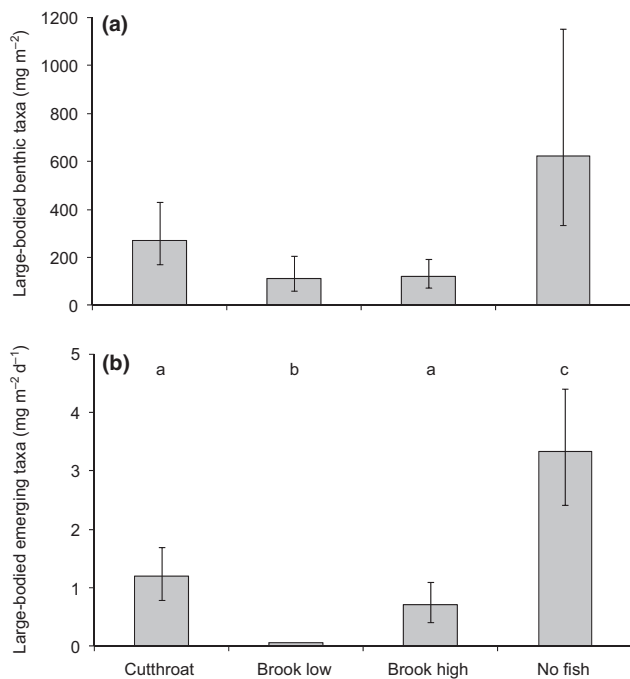 (a)
Large-bodied benthic taxa (mg m⁻²)
1200
1000
800
600
400
200
0
(b)
Large-bodied emerging taxa (mg m⁻² d⁻¹)
a b a c
5
4
3
2
1
0
Cutthroat Brook low Brook high No fish